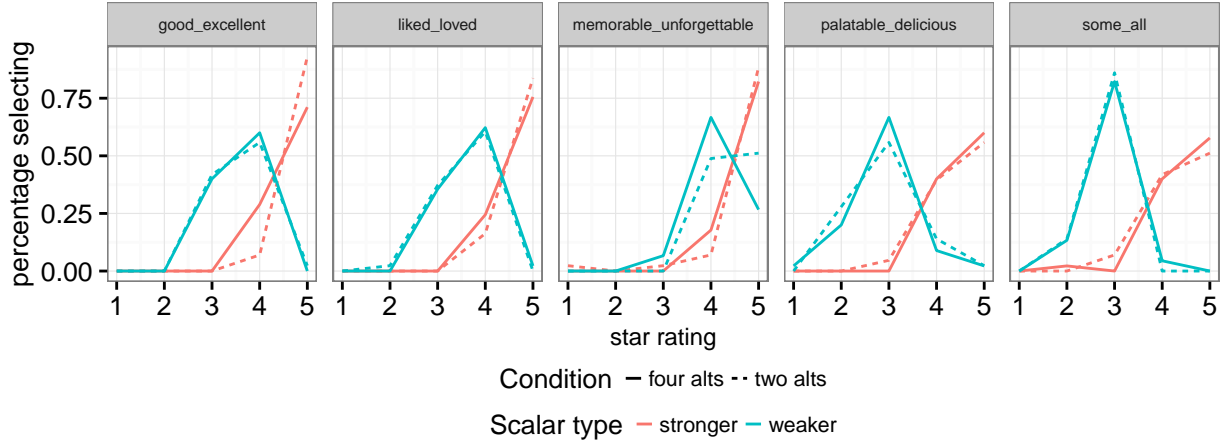 good_excellent liked_loved memorable_unforgettable palatable_delicious some_all
percentage selecting
0.75
0.50
0.25
0.00
1 2 3 4 5 1 2 3 4 5 1 2 3 4 5 1 2 3 4 5 1 2 3 4 5
star rating
Condition four alts two alts
Scalar type stronger weaker